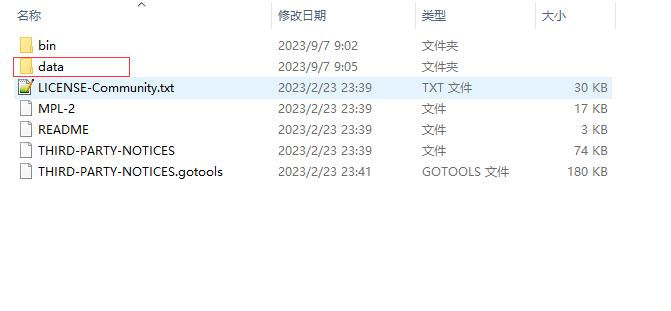 名称 修改日期 类型 大小
bin 2023/9/7 9:02 文件夹
data 2023/9/7 9:05 文件夹
LICENSE-Community.txt 2023/2/23 23:39 TXT 文件 30 KB
MPL-2 2023/2/23 23:39 文件 17 KB
README 2023/2/23 23:39 文件 3 KB
THIRD-PARTY-NOTICES 2023/2/23 23:39 文件 74 KB
THIRD-PARTY-NOTICES.gotools 2023/2/23 23:41 GOTOOLS 文件 180 KB